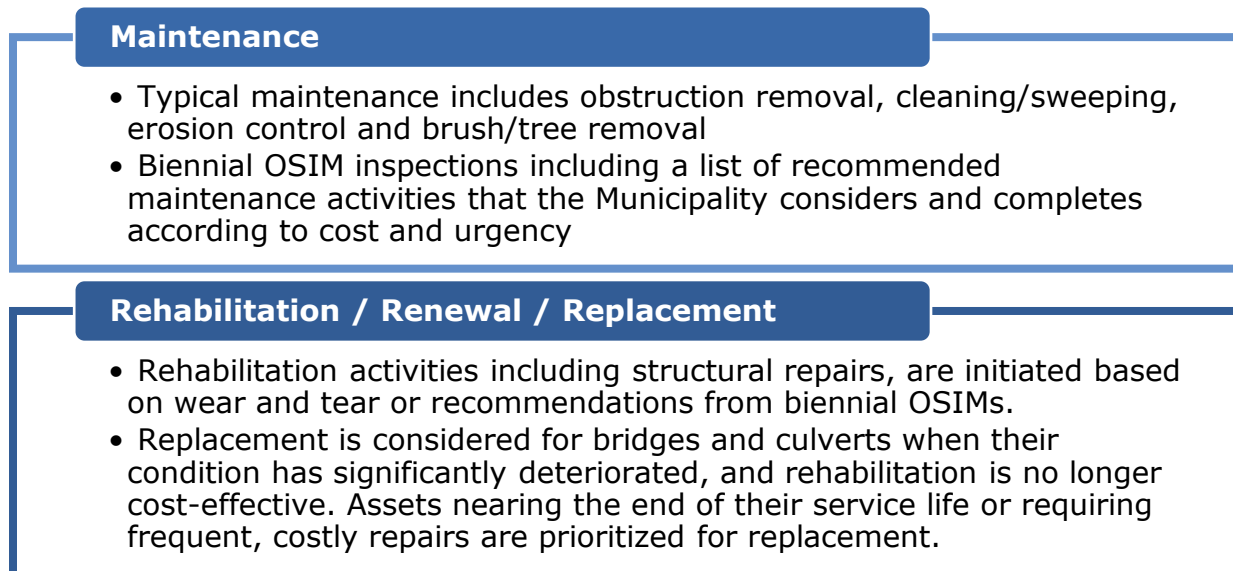 Maintenance
• Typical maintenance includes obstruction removal, cleaning/sweeping,
erosion control and brush/tree removal
• Biennial OSIM inspections including a list of recommended
maintenance activities that the Municipality considers and completes
according to cost and urgency
Rehabilitation / Renewal / Replacement
• Rehabilitation activities including structural repairs, are initiated based
on wear and tear or recommendations from biennial OSIMs.
• Replacement is considered for bridges and culverts when their
condition has significantly deteriorated, and rehabilitation is no longer
cost-effective. Assets nearing the end of their service life or requiring
frequent, costly repairs are prioritized for replacement.